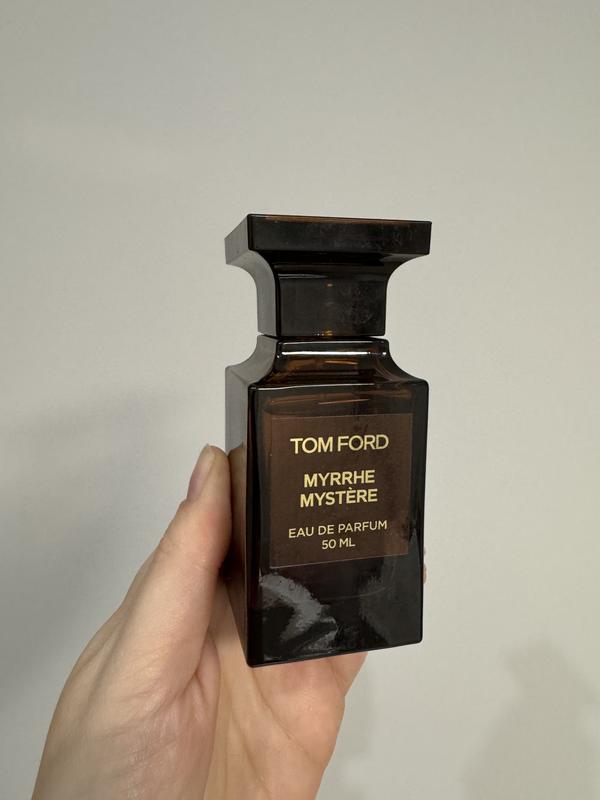 TOM FORD
MYRRHE
MYSTÈRE
EAU DE PARFUM
50 ML